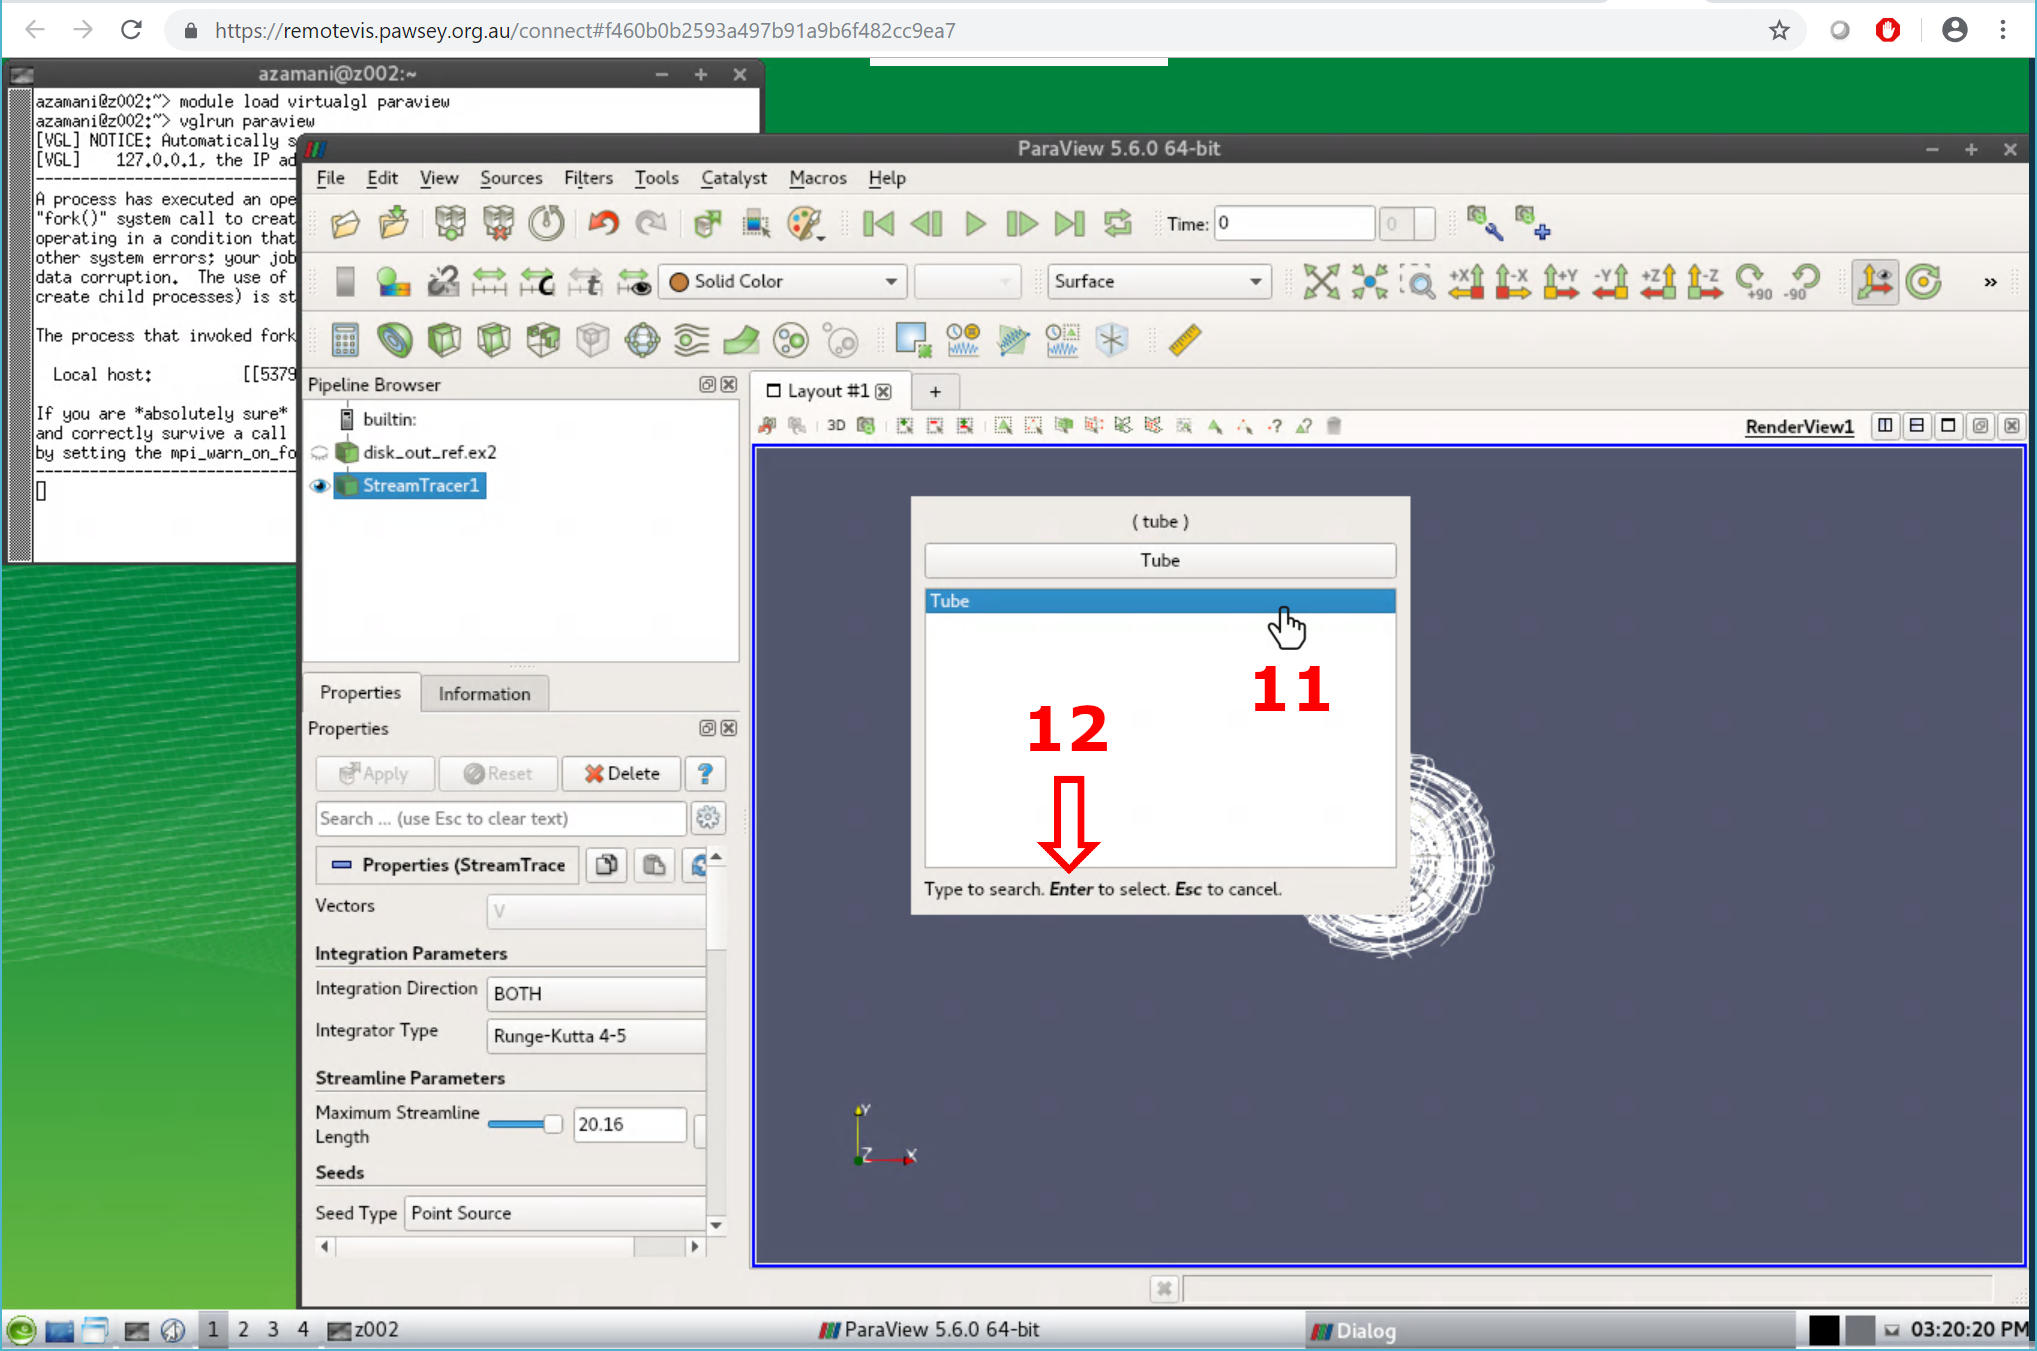 https://remotevis.pawsey.org.au/connect#f460b0b2593a497b91a9b6f482cc9ea7
azamani@z002:~
azamani@z002:~> module load virtualgl paraview
azamani@z002:~> vglrun paraview
[VGL] NOTICE: Automatically s
[VGL]    127.0.0.1, the IP ad
A process has executed an ope
"fork()" system call to creat
operating in a condition that
other system errors; your job
data corruption.  The use of
create child processes) is st
The process that invoked fork
Local host:          [[5379
If you are *absolutely sure*
and correctly survive a call
by setting the mpi_warn_on_fo
ParaView 5.6.0 64-bit
File Edit View Sources Filters Tools Catalyst Macros Help
Time: 0 0
Solid Color Surface +X -X +Y -Y +Z -Z +90 -90 »
Pipeline Browser
builtin:
disk_out_ref.ex2
StreamTracer1
Layout #1 +
3D RenderView1
( tube )
Tube
Tube
11
12
Type to search. Enter to select. Esc to cancel.
Properties Information
Properties
Apply Reset Delete ?
Search ... (use Esc to clear text)
Properties (StreamTrace
Vectors V
Integration Parameters
Integration Direction BOTH
Integrator Type Runge-Kutta 4-5
Streamline Parameters
Maximum Streamline Length 20.16
Seeds
Seed Type Point Source
Y
Z X
1 2 3 4 z002 ParaView 5.6.0 64-bit Dialog 03:20:20 PM